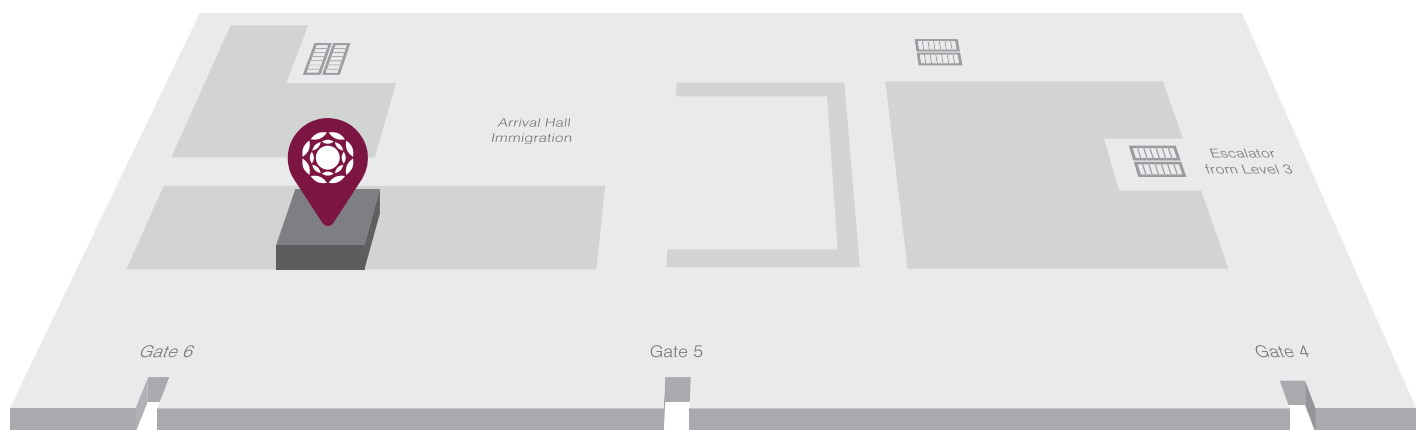 Arrival Hall
Immigration
Escalator
from Level 3
Gate 6
Gate 5
Gate 4